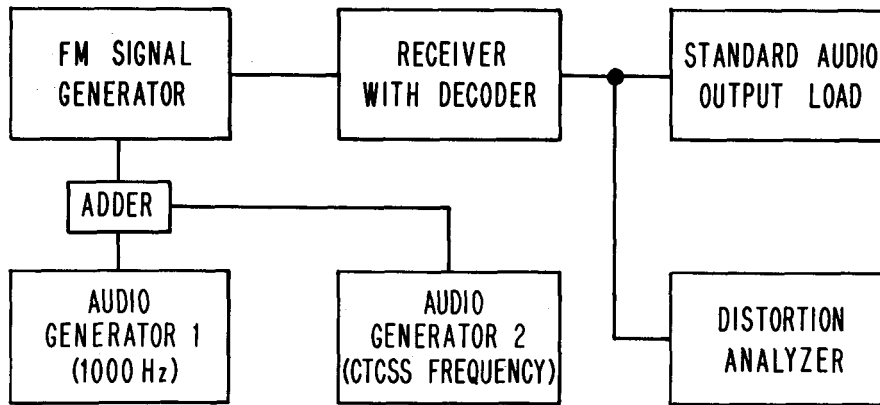 FM SIGNAL
GENERATOR
RECEIVER
WITH DECODER
STANDARD AUDIO
OUTPUT LOAD
ADDER
AUDIO
GENERATOR 1
(1000 Hz)
AUDIO
GENERATOR 2
(CTCSS FREQUENCY)
DISTORTION
ANALYZER